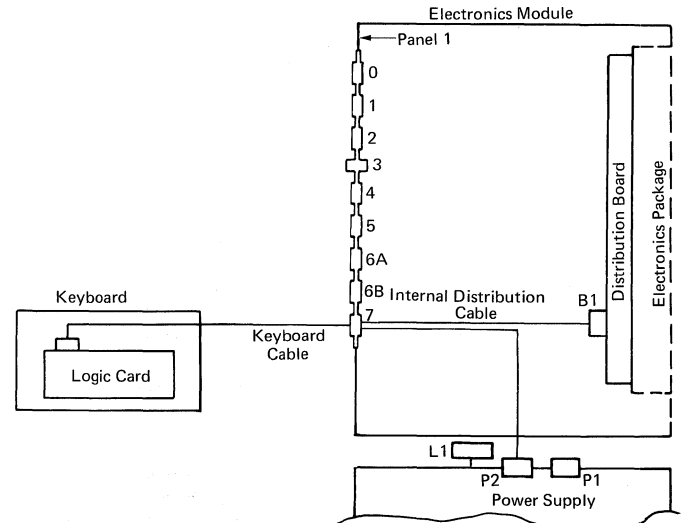 Electronics Module
Panel 1
0
1
2
3
4
5
6A
6B
7
Internal Distribution
Cable
B1
Distribution Board
Electronics Package
Keyboard
Keyboard
Cable
Logic Card
L1
P2
P1
Power Supply